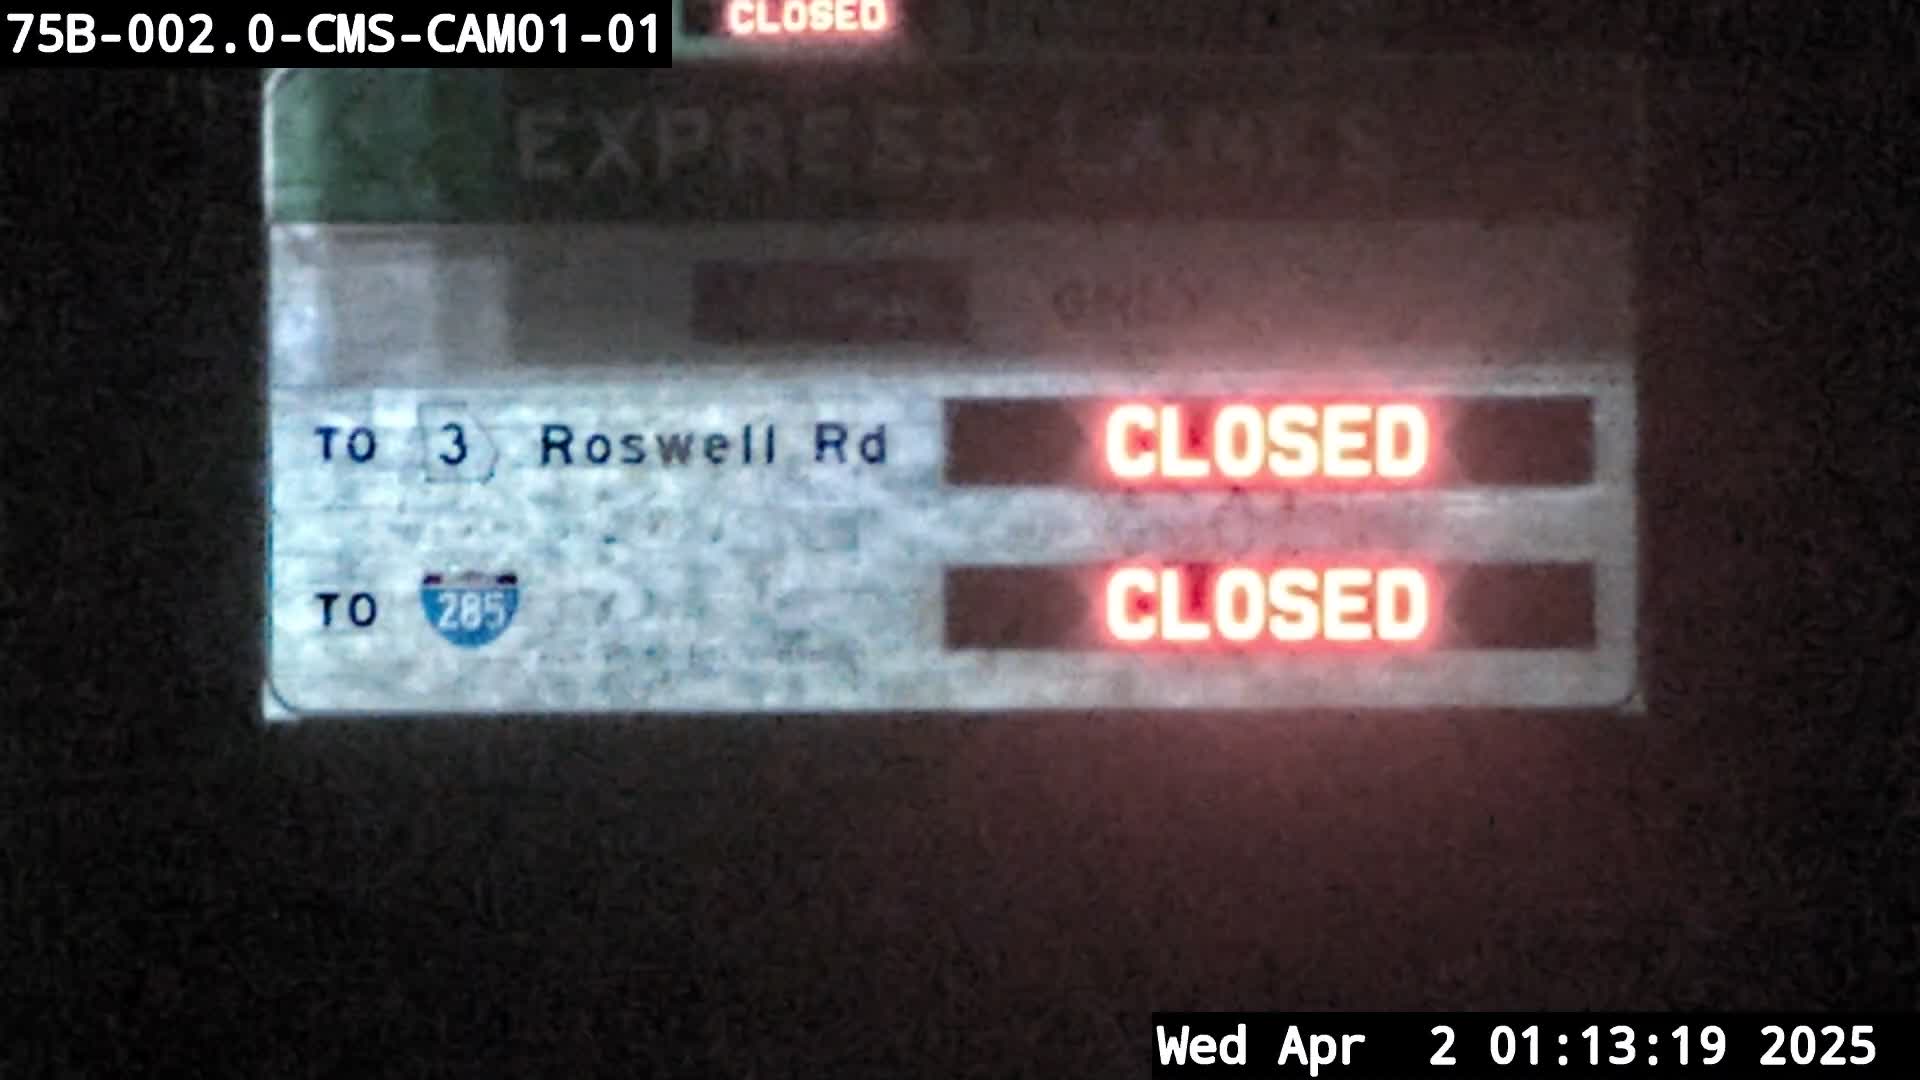 75B-002.0-CMS-CAM01-01
CLOSED
EXPRESS LANES
ONLY
TO 3 Roswell Rd CLOSED
TO 285 CLOSED
Wed Apr 2 01:13:19 2025